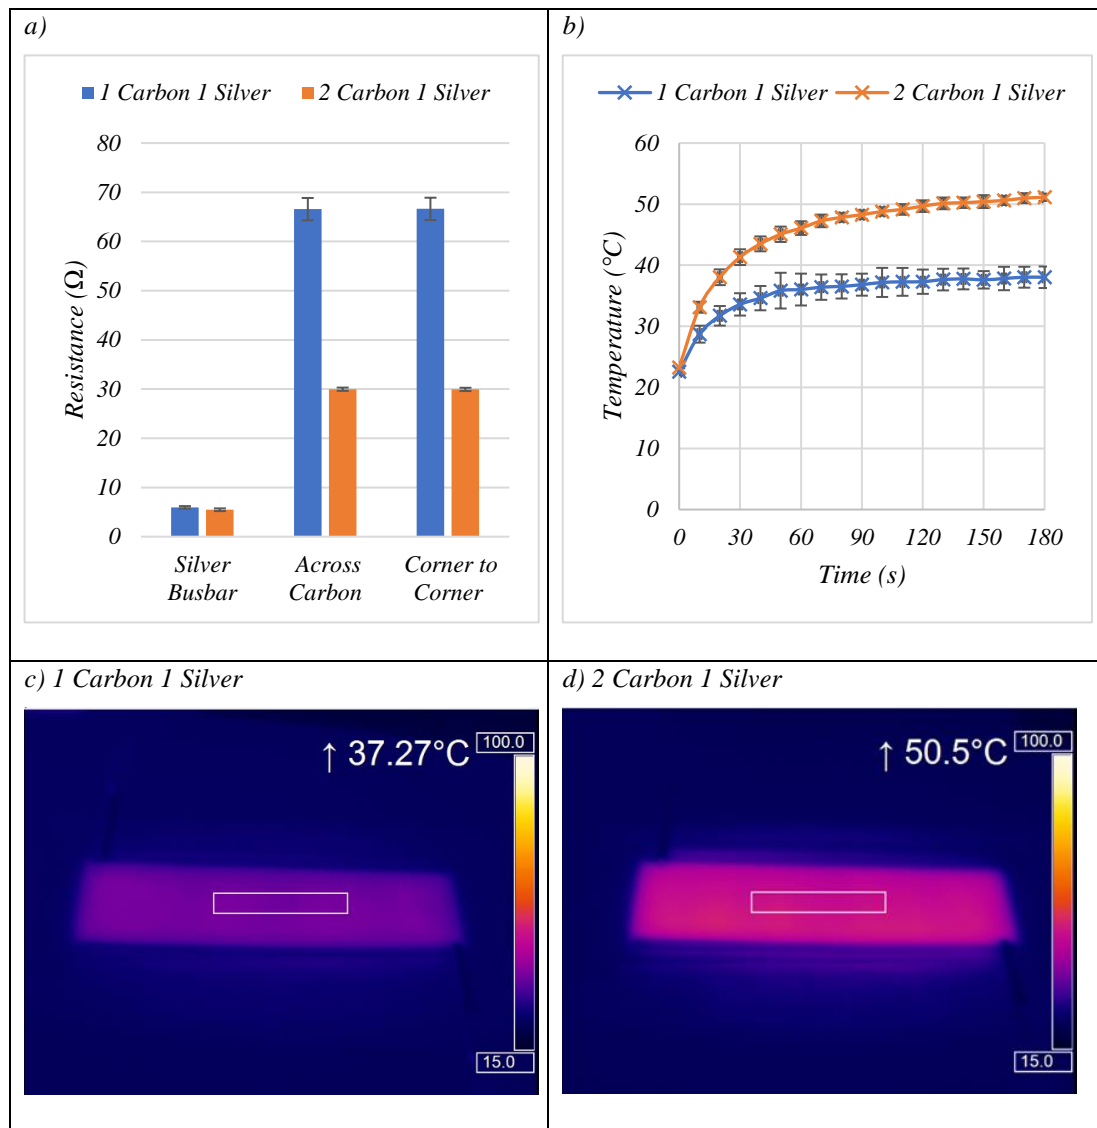 a)
1 Carbon 1 Silver 2 Carbon 1 Silver
80
70
60
50
40
30
20
10
0
Resistance (Ω)
Silver Busbar
Across Carbon
Corner to Corner
b)
1 Carbon 1 Silver 2 Carbon 1 Silver
60
50
40
30
20
10
0
Temperature (°C)
0 30 60 90 120 150 180
Time (s)
c) 1 Carbon 1 Silver
↑ 37.27°C
100.0
15.0
d) 2 Carbon 1 Silver
↑ 50.5°C
100.0
15.0